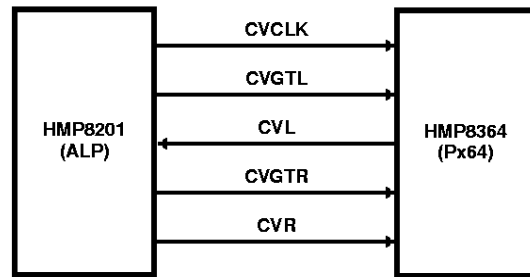 CVCLK
CVGTL
HMP8201
(ALP)
CVL
HMP8364
(Px64)
CVGTR
CVR